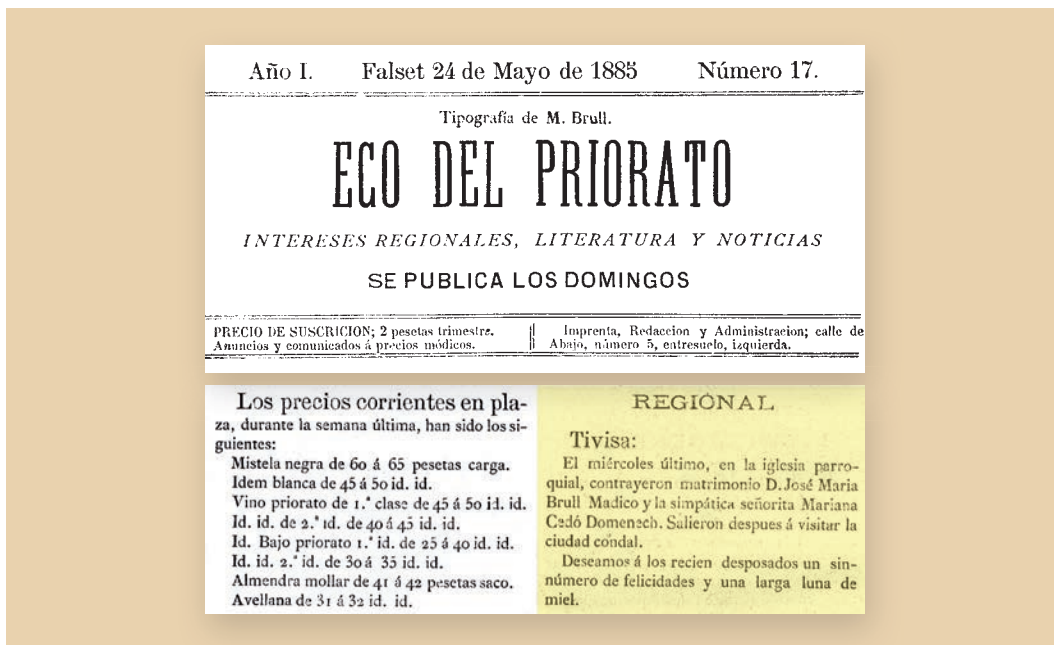 Año I.
Falset 24 de Mayo de 1885
Número 17.
Tipografía de M. Brull.
ECO DEL PRIORATO
INTERESES REGIONALES, LITERATURA Y NOTICIAS
SE PUBLICA LOS DOMINGOS
PRECIO DE SUSCRICION; 2 pesetas trimestre.
Anuncios y comunicados á precios módicos.
Imprenta, Redaccion y Administracion; calle de
Abajo, número 5, entresuelo, izquierda.
Los precios corrientes en pla-
za, durante la semana última, han sido los si-
guientes:
Mistela negra de 60 á 65 pesetas carga.
Idem blanca de 45 á 50 id. id.
Vino priorato de 1.ª clase de 45 á 50 id. id.
Id. id. de 2.ª id. de 40 á 45 id. id.
Id. Bajo priorato 1.ª id. de 25 á 40 id. id.
Id. id. 2.ª id. de 30 á 35 id. id.
Almendra mollar de 41 á 42 pesetas saco.
Avellana de 31 á 32 id. id.
REGIONAL
Tivisa:
El miércoles último, en la iglesia parro-
quial, contrayeron matrimonio D. José Maria
Brull Madico y la simpática señorita Mariana
Cedó Domenech. Salieron despues á visitar la
ciudad condal.
Deseamos á los recien desposados un sin-
número de felicidades y una larga luna de
miel.